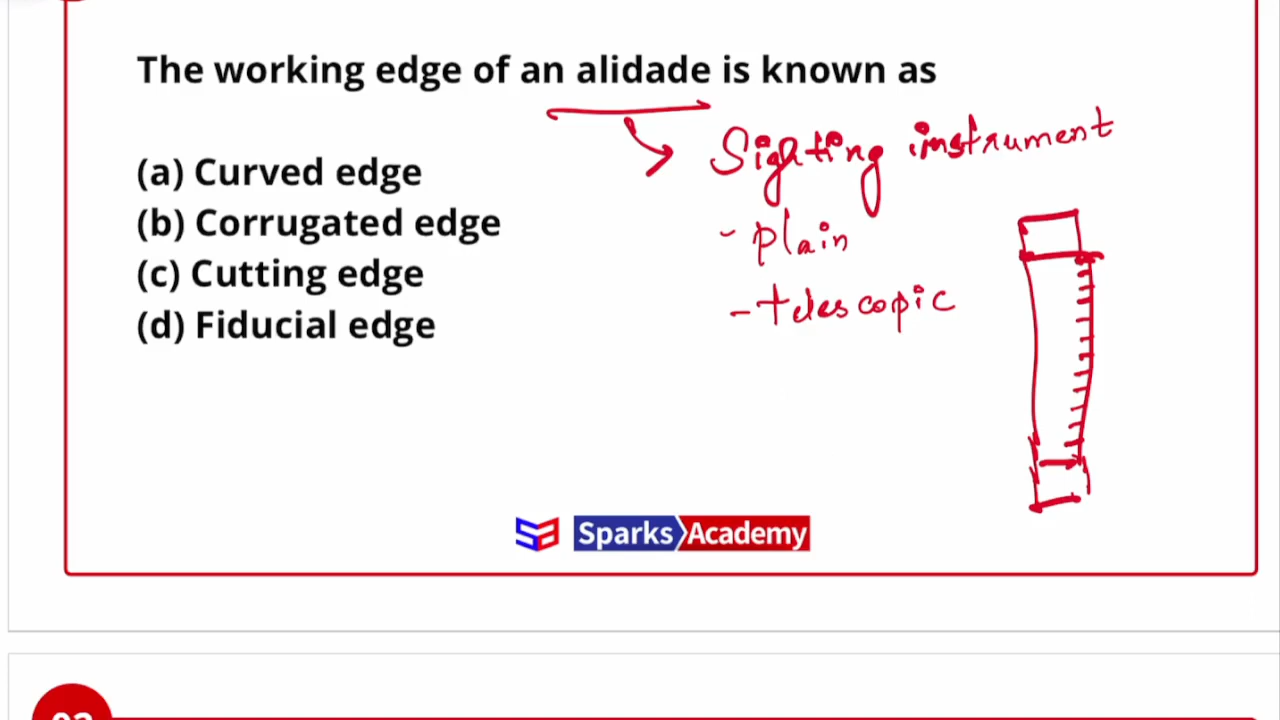 The working edge of an alidade is known as
Sighting instrument
(a) Curved edge
(b) Corrugated edge
- plain
(c) Cutting edge
- telescopic
(d) Fiducial edge
Sparks Academy